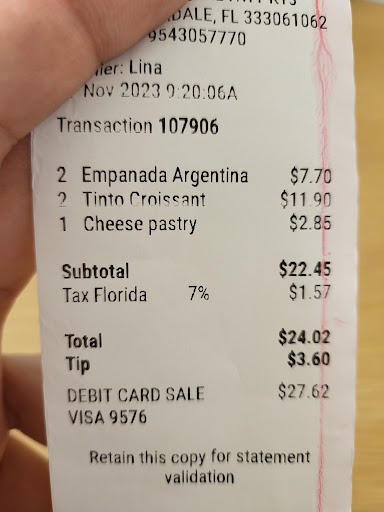 DALE, FL 333061062
9543057770
Lina
Nov 2023 9:20:06A
Transaction 107906
2 Empanada Argentina $7.70
2 Tinto Croissant $11.90
1 Cheese pastry $2.85
Subtotal $22.45
Tax Florida 7% $1.57
Total $24.02
Tip $3.60
DEBIT CARD SALE $27.62
VISA 9576
Retain this copy for statement
validation